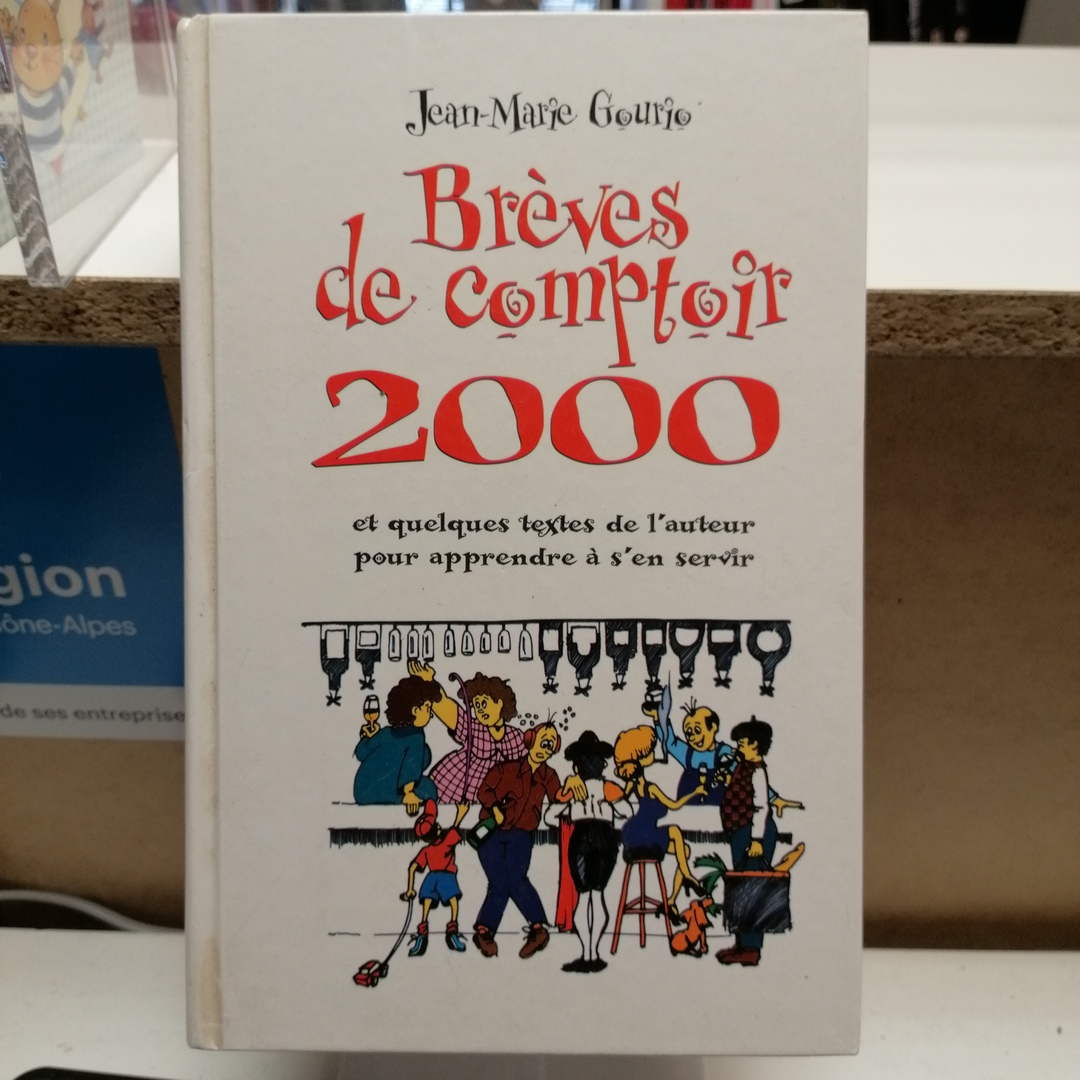 Jean-Marie Gourio
Brèves
de comptoir
2000
et quelques textes de l'auteur
pour apprendre à s'en servir
gion
ône-Alpes
de ses entreprise